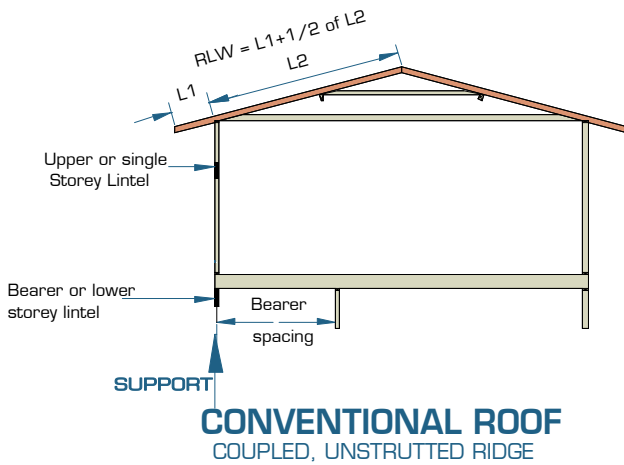 RLW = L1+1/2 of L2
L1
L2
Upper or single
Storey Lintel
Bearer or lower
storey lintel
Bearer
spacing
SUPPORT
CONVENTIONAL ROOF
COUPLED, UNSTRUTTED RIDGE